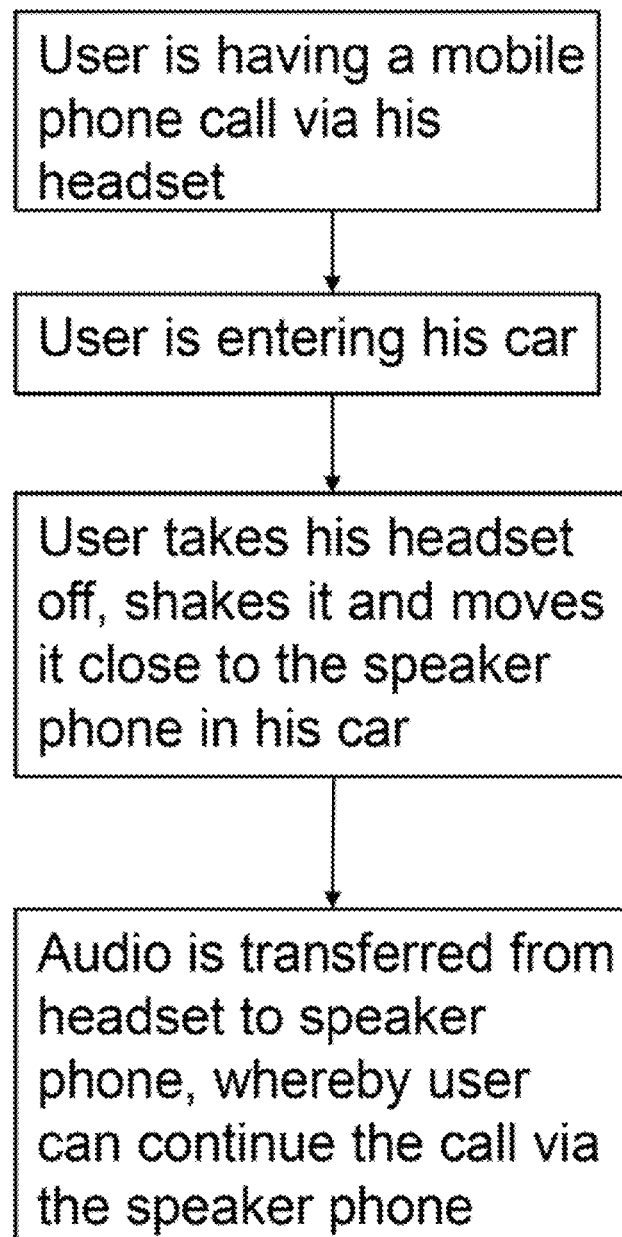 User is having a mobile
phone call via his
headset
User is entering his car
User takes his headset
off, shakes it and moves
it close to the speaker
phone in his car
Audio is transferred from
headset to speaker
phone, whereby user
can continue the call via
the speaker phone